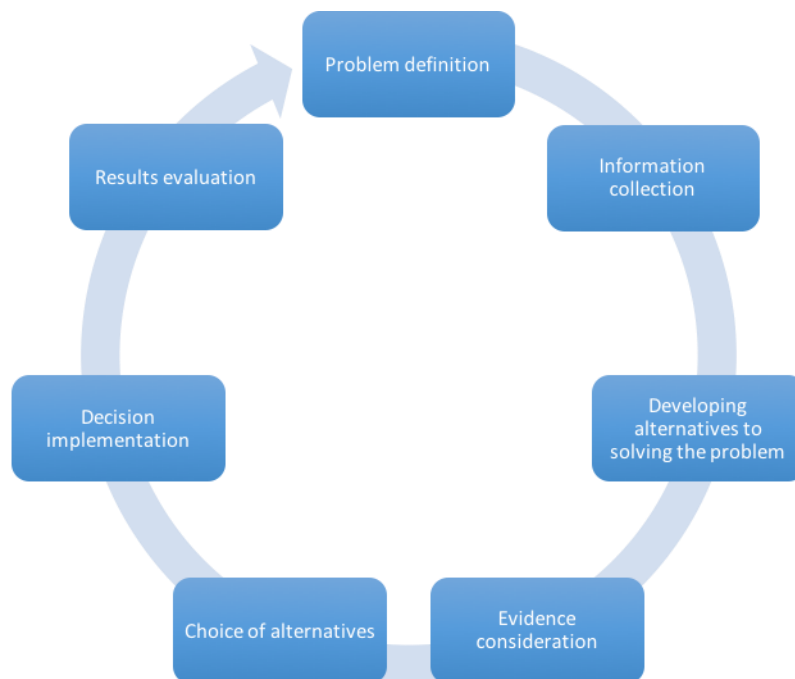 Problem definition
Information
collection
Developing
alternatives to
solving the problem
Evidence
consideration
Choice of alternatives
Decision
implementation
Results evaluation